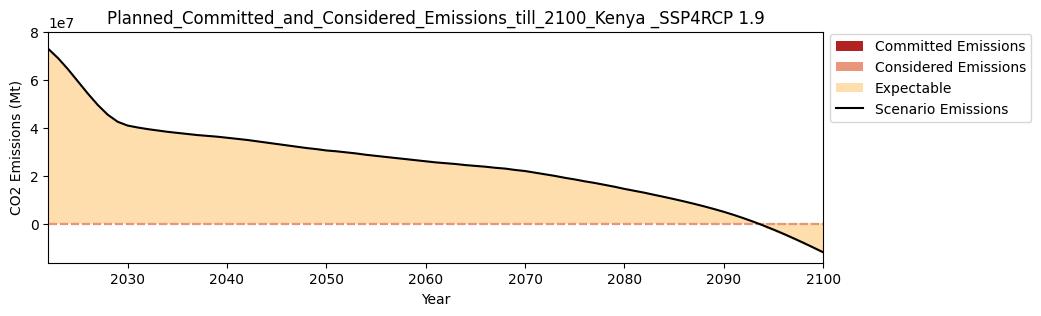 Planned_Committed_and_Considered_Emissions_till_2100_Kenya _SSP4RCP 1.9
1e7
8
6
4
2
0
CO2 Emissions (Mt)
2030 2040 2050 2060 2070 2080 2090 2100
Year
Committed Emissions
Considered Emissions
Expectable
Scenario Emissions